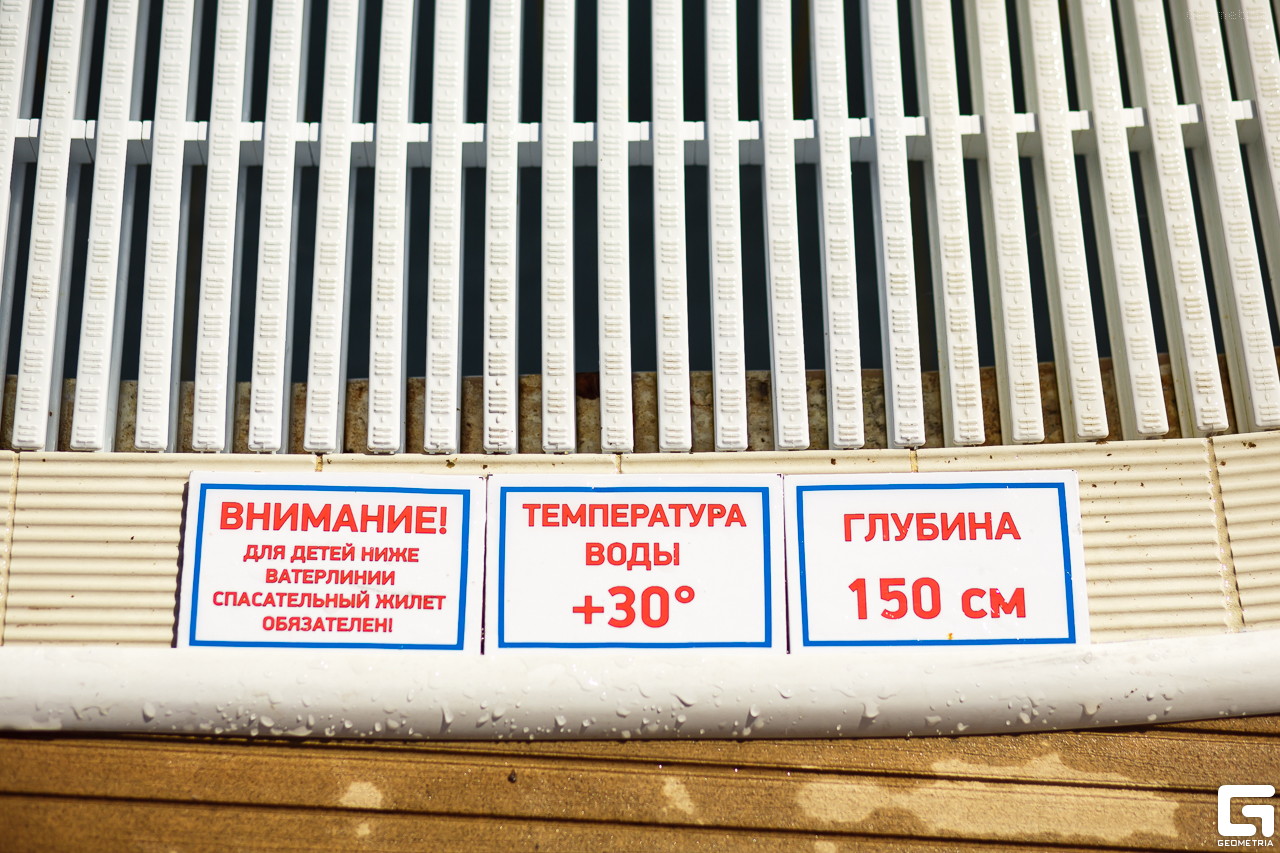 ВНИМАНИЕ!
ДЛЯ ДЕТЕЙ НИЖЕ
ВАТЕРЛИНИИ
СПАСАТЕЛЬНЫЙ ЖИЛЕТ
ОБЯЗАТЕЛЕН!
ТЕМПЕРАТУРА
ВОДЫ
+30°
ГЛУБИНА
150 см
GEOMETRIA